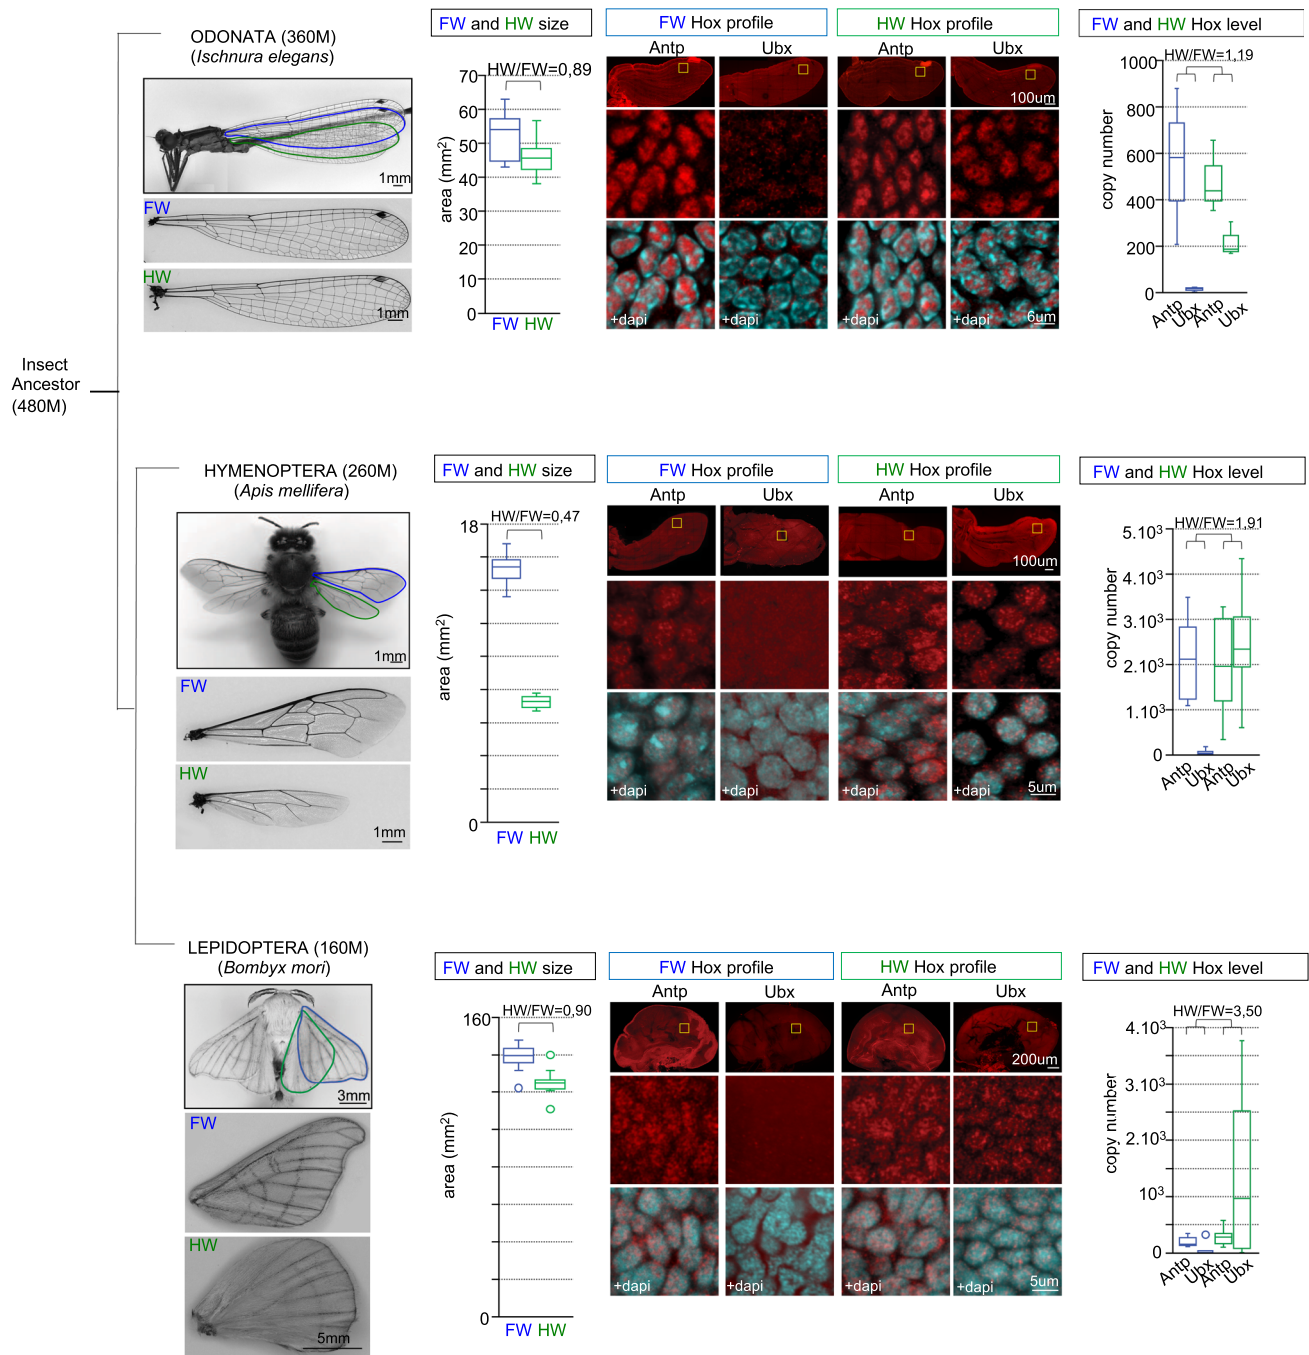 Insect
Ancestor
(480M)
ODONATA (360M)
(Ischnura elegans)
1mm
FW
HW
1mm
FW and HW size
HW/FW=0,89
70
60
50
40
30
20
10
0
area (mm2)
FW HW
FW Hox profile
Antp Ubx
HW Hox profile
Antp Ubx
100um
+dapi
+dapi
+dapi
+dapi
6um
FW and HW Hox level
HW/FW=1,19
1000
800
600
400
200
0
copy number
Antp
Ubx
Antp
Ubx
HYMENOPTERA (260M)
(Apis mellifera)
1mm
FW
HW
1mm
FW and HW size
HW/FW=0,47
18
0
area (mm2)
FW HW
FW Hox profile
Antp Ubx
HW Hox profile
Antp Ubx
100um
+dapi
+dapi
+dapi
+dapi
5um
FW and HW Hox level
HW/FW=1,91
5.10³
4.10³
3.10³
2.10³
1.10³
0
copy number
Antp
Ubx
Antp
Ubx
LEPIDOPTERA (160M)
(Bombyx mori)
3mm
FW
HW
5mm
FW and HW size
HW/FW=0,90
160
0
area (mm2)
FW HW
FW Hox profile
Antp Ubx
HW Hox profile
Antp Ubx
200um
+dapi
+dapi
+dapi
+dapi
5um
FW and HW Hox level
HW/FW=3,50
4.10³
3.10³
2.10³
10³
0
copy number
Antp
Ubx
Antp
Ubx